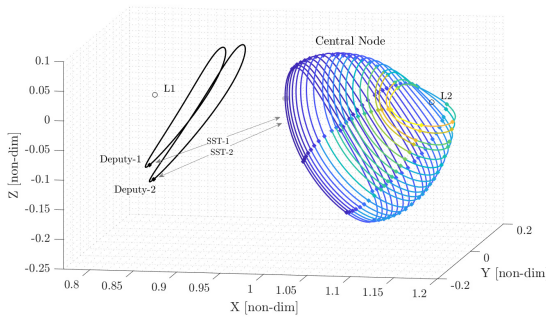 Central Node
0.1
0.05
0
-0.05
-0.1
-0.15
-0.2
-0.25
Z [non-dim]
L1
L2
SST-1
SST-2
Deputy-1
Deputy-2
0.8
0.85
0.9
0.95
1
1.05
1.1
1.15
1.2
X [non-dim]
0.2
0
-0.2
Y [non-dim